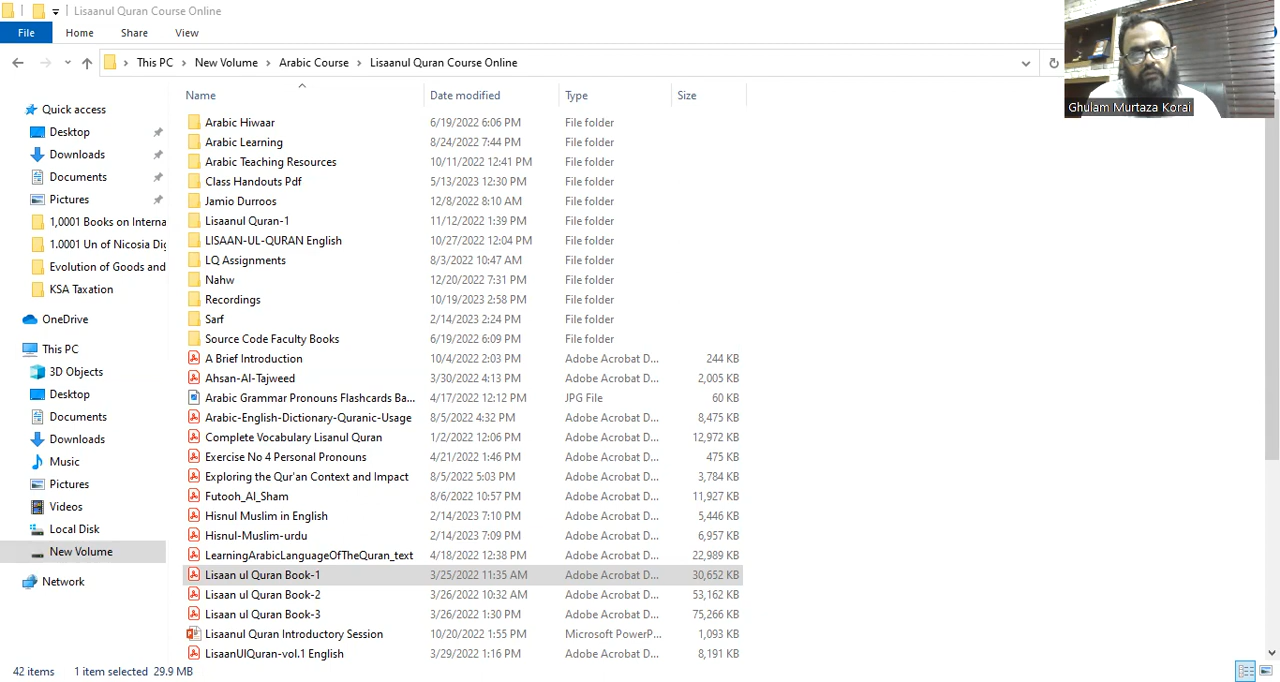 Lisaanul Quran Course Online
File Home Share View
This PC New Volume Arabic Course Lisaanul Quran Course Online
Ghulam Murtaza Korai
Quick access
Desktop
Downloads
Documents
Pictures
1,0001 Books on Interna
1.0001 Un of Nicosia Dig
Evolution of Goods and
KSA Taxation
OneDrive
This PC
3D Objects
Desktop
Documents
Downloads
Music
Pictures
Videos
Local Disk
New Volume
Network
Name Date modified Type Size
Arabic Hiwaar 6/19/2022 6:06 PM File folder
Arabic Learning 8/24/2022 7:44 PM File folder
Arabic Teaching Resources 10/11/2022 12:41 PM File folder
Class Handouts Pdf 5/13/2023 12:30 PM File folder
Jamio Durroos 12/8/2022 8:10 AM File folder
Lisaanul Quran-1 11/12/2022 1:39 PM File folder
LISAAN-UL-QURAN English 10/27/2022 12:04 PM File folder
LQ Assignments 8/3/2022 10:47 AM File folder
Nahw 12/20/2022 7:31 PM File folder
Recordings 10/19/2023 2:58 PM File folder
Sarf 2/14/2023 2:24 PM File folder
Source Code Faculty Books 6/19/2022 6:09 PM File folder
A Brief Introduction 10/4/2022 2:03 PM Adobe Acrobat D... 244 KB
Ahsan-Al-Tajweed 3/30/2022 4:13 PM Adobe Acrobat D... 2,005 KB
Arabic Grammar Pronouns Flashcards Ba... 4/17/2022 12:12 PM JPG File 60 KB
Arabic-English-Dictionary-Quranic-Usage 8/5/2022 4:32 PM Adobe Acrobat D... 8,475 KB
Complete Vocabulary Lisanul Quran 1/2/2022 12:06 PM Adobe Acrobat D... 12,972 KB
Exercise No 4 Personal Pronouns 4/21/2022 1:46 PM Adobe Acrobat D... 475 KB
Exploring the Qur'an Context and Impact 8/5/2022 5:03 PM Adobe Acrobat D... 3,784 KB
Futooh_Al_Sham 8/6/2022 10:57 PM Adobe Acrobat D... 11,927 KB
Hisnul Muslim in English 2/14/2023 7:10 PM Adobe Acrobat D... 5,446 KB
Hisnul-Muslim-urdu 2/14/2023 7:09 PM Adobe Acrobat D... 6,957 KB
LearningArabicLanguageOfTheQuran_text 4/18/2022 12:38 PM Adobe Acrobat D... 22,989 KB
Lisaan ul Quran Book-1 3/25/2022 11:35 AM Adobe Acrobat D... 30,652 KB
Lisaan ul Quran Book-2 3/26/2022 10:32 AM Adobe Acrobat D... 53,162 KB
Lisaan ul Quran Book-3 3/26/2022 1:30 PM Adobe Acrobat D... 75,266 KB
Lisaanul Quran Introductory Session 10/20/2022 1:55 PM Microsoft PowerP... 1,093 KB
LisaanUlQuran-vol.1 English 3/29/2022 1:16 PM Adobe Acrobat D... 8,191 KB
42 items 1 item selected 29.9 MB